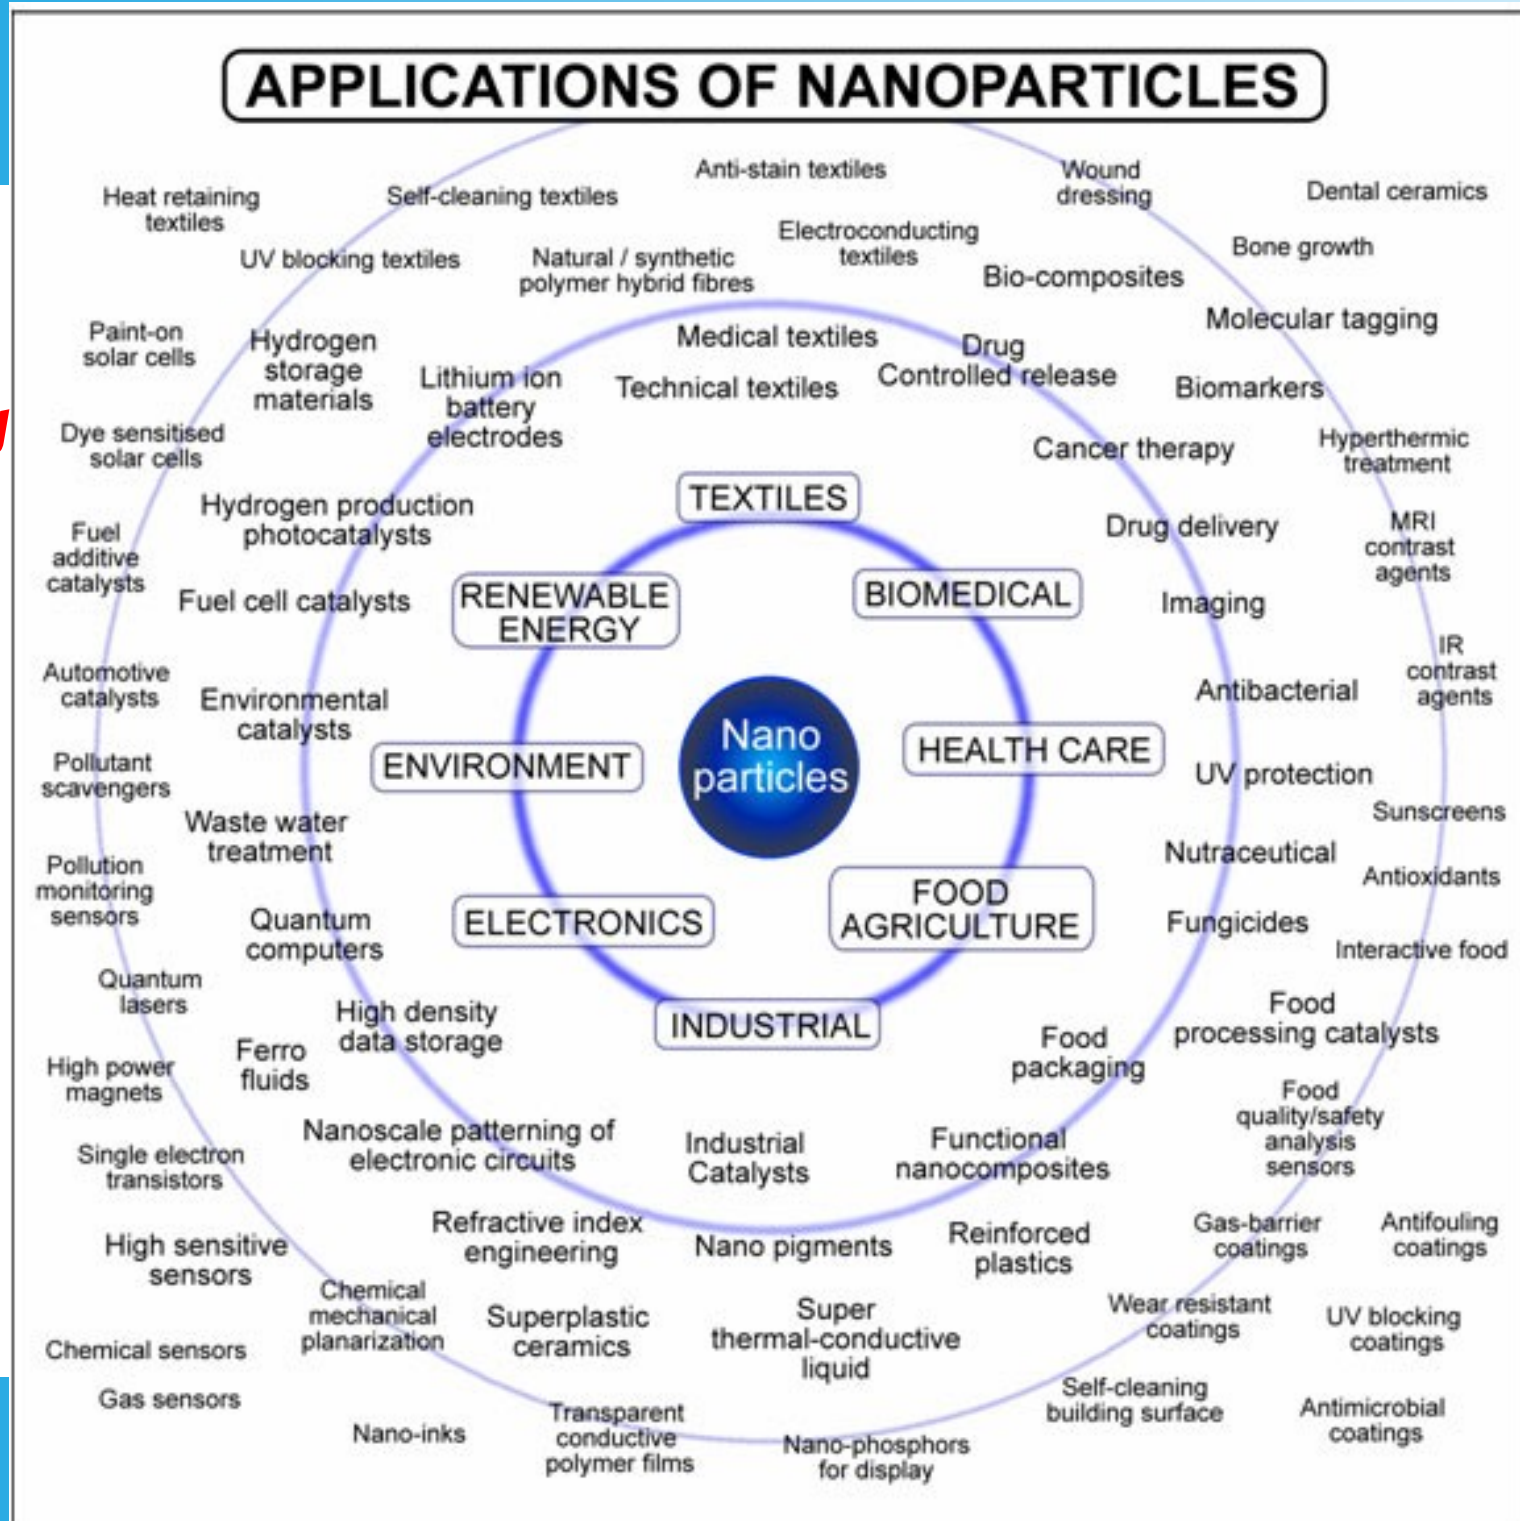 APPLICATIONS OF NANOPARTICLES
Anti-stain textiles
Wound
dressing
Dental ceramics
Heat retaining
textiles
Self-cleaning textiles
Electroconducting
textiles
Bone growth
UV blocking textiles
Natural / synthetic
polymer hybrid fibres
Bio-composites
Molecular tagging
Paint-on
solar cells
Hydrogen
storage
materials
Medical textiles
Drug
Controlled release
Lithium ion
battery
electrodes
Technical textiles
Biomarkers
Dye sensitised
solar cells
Cancer therapy
Hyperthermic
treatment
TEXTILES
Hydrogen production
photocatalysts
Drug delivery
MRI
contrast
agents
Fuel
additive
catalysts
Fuel cell catalysts
RENEWABLE
ENERGY
BIOMEDICAL
Imaging
IR
contrast
agents
Automotive
catalysts
Environmental
catalysts
Antibacterial
Nano
particles
HEALTH CARE
ENVIRONMENT
Pollutant
scavengers
UV protection
Sunscreens
Waste water
treatment
Nutraceutical
Antioxidants
Pollution
monitoring
sensors
Quantum
computers
ELECTRONICS
FOOD
AGRICULTURE
Fungicides
Interactive food
Quantum
lasers
High density
data storage
INDUSTRIAL
Food
processing catalysts
Food
packaging
Ferro
fluids
High power
magnets
Food
quality/safety
analysis
sensors
Nanoscale patterning of
electronic circuits
Industrial
Catalysts
Functional
nanocomposites
Single electron
transistors
Refractive index
engineering
Nano pigments
Reinforced
plastics
Gas-barrier
coatings
Antifouling
coatings
High sensitive
sensors
Chemical
mechanical
planarization
Superplastic
ceramics
Super
thermal-conductive
liquid
Wear resistant
coatings
UV blocking
coatings
Chemical sensors
Gas sensors
Self-cleaning
building surface
Antimicrobial
coatings
Nano-inks
Transparent
conductive
polymer films
Nano-phosphors
for display